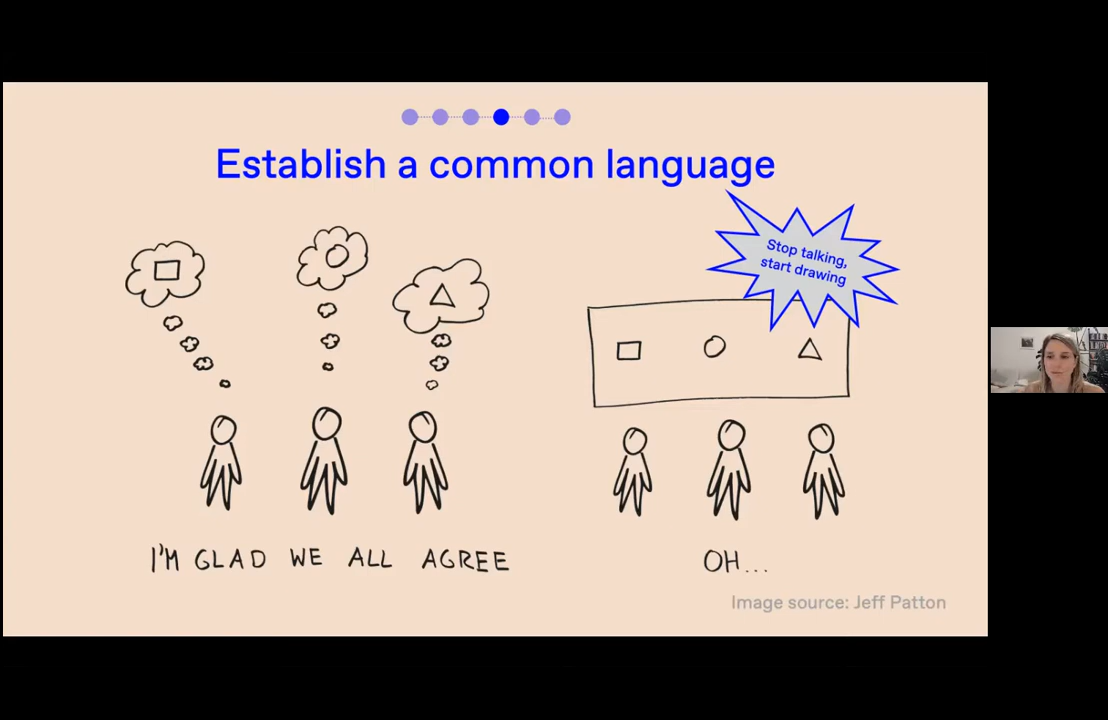 Establish a common language
Stop talking,
start drawing
I'M GLAD WE ALL AGREE
OH...
Image source: Jeff Patton